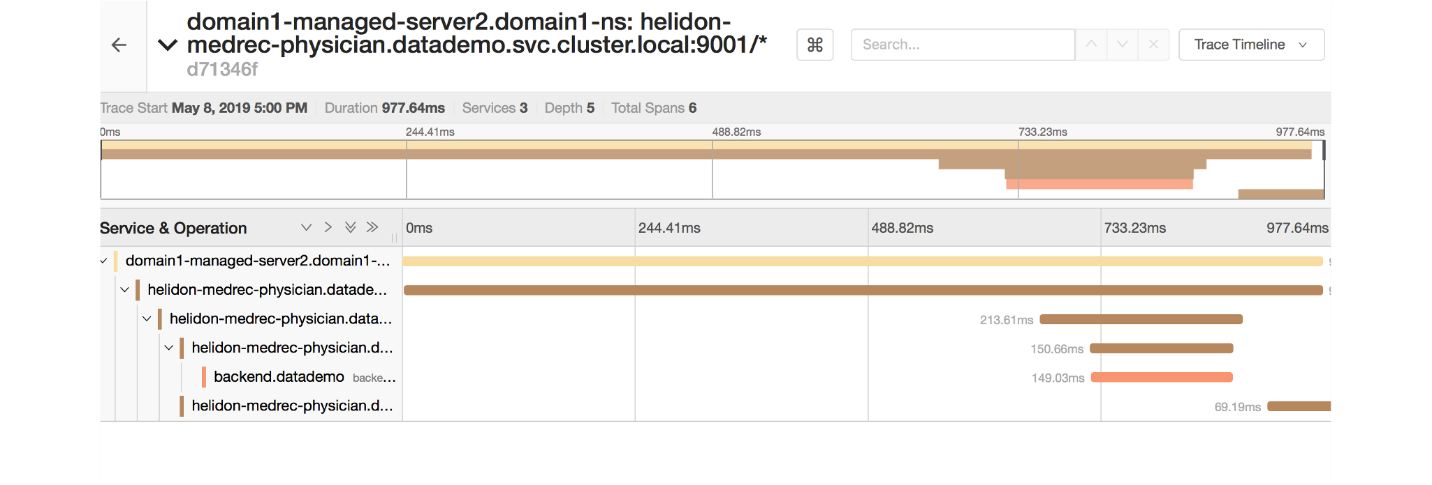 domain1-managed-server2.domain1-ns: helidon-
medrec-physician.datademo.svc.cluster.local:9001/*
d71346f
⌘
Search...
Trace Timeline
Trace Start May 8, 2019 5:00 PM Duration 977.64ms Services 3 Depth 5 Total Spans 6
0ms 244.41ms 488.82ms 733.23ms 977.64ms
Service & Operation 0ms 244.41ms 488.82ms 733.23ms 977.64ms
domain1-managed-server2.domain1-...
helidon-medrec-physician.datade...
helidon-medrec-physician.data... 213.61ms
helidon-medrec-physician.d... 150.66ms
backend.datademo backe... 149.03ms
helidon-medrec-physician.d... 69.19ms